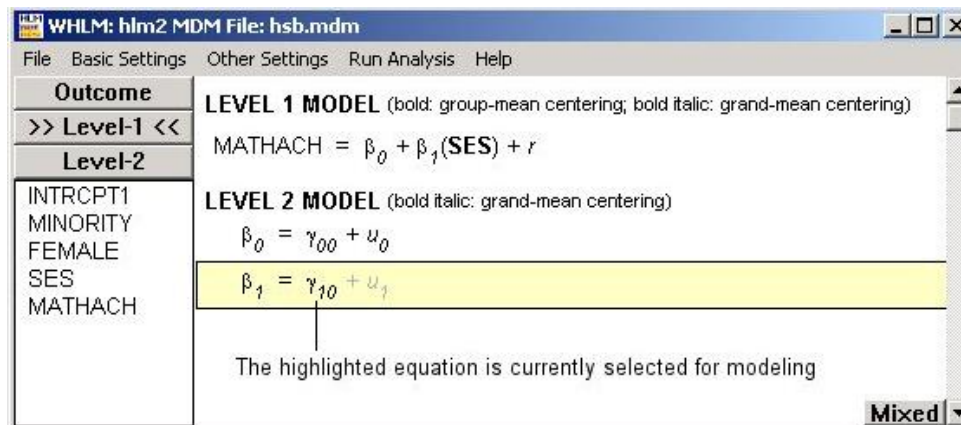 WHLM: hlm2 MDM File: hsb.mdm
File Basic Settings Other Settings Run Analysis Help
Outcome
>> Level-1 <<
Level-2
INTRCPT1
MINORITY
FEMALE
SES
MATHACH
LEVEL 1 MODEL (bold: group-mean centering; bold italic: grand-mean centering)
MATHACH = β₀ + β₁(SES) + r
LEVEL 2 MODEL (bold italic: grand-mean centering)
β₀ = γ₀₀ + u₀
β₁ = γ₁₀ + u₁
The highlighted equation is currently selected for modeling
Mixed